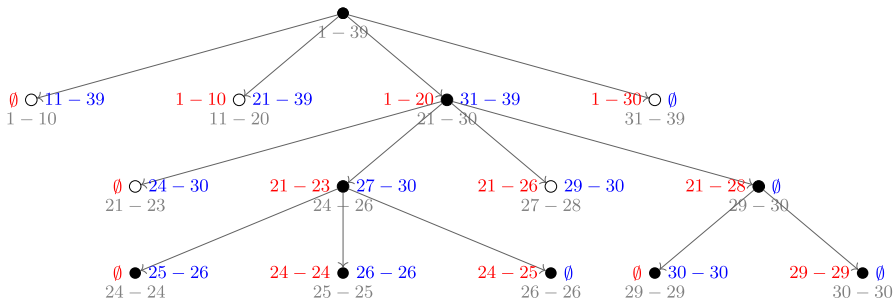 1 − 39
∅ 11 − 39 1 − 10 21 − 39 1 − 20 31 − 39 1 − 30 ∅
1 − 10 11 − 20 21 − 30 31 − 39
∅ 24 − 30 21 − 23 27 − 30 21 − 26 29 − 30 21 − 28 ∅
21 − 23 24 − 26 27 − 28 29 − 30
∅ 25 − 26 24 − 24 26 − 26 24 − 25 ∅ ∅ 30 − 30 29 − 29 ∅
24 − 24 25 − 25 26 − 26 29 − 29 30 − 30